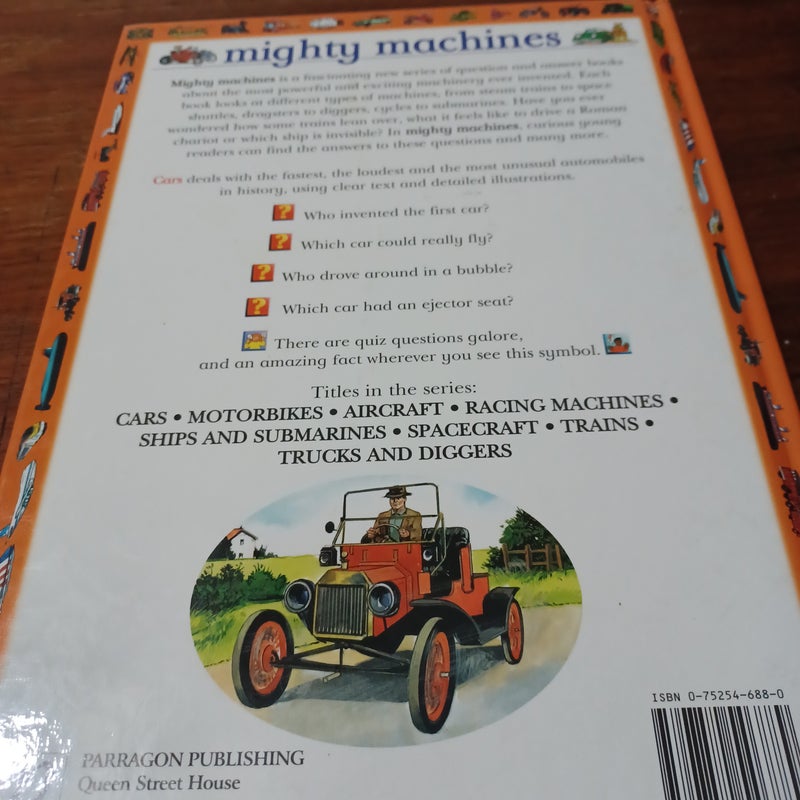 mighty machines
Mighty machines is a fascinating new series of question and answer books
about the most powerful and exciting machinery ever invented. Each
book looks at different types of machines, from steam trains to space
shuttles, dragsters to diggers, cycles to submarines. Have you ever
wondered how some trains lean over, what it feels like to drive a Roman
chariot or which ship is invisible? In mighty machines, curious young
readers can find the answers to these questions and many more.
Cars deals with the fastest, the loudest and the most unusual automobiles
in history, using clear text and detailed illustrations.
? Who invented the first car?
? Which car could really fly?
? Who drove around in a bubble?
? Which car had an ejector seat?
There are quiz questions galore,
and an amazing fact wherever you see this symbol.
Titles in the series:
CARS • MOTORBIKES • AIRCRAFT • RACING MACHINES •
SHIPS AND SUBMARINES • SPACECRAFT • TRAINS •
TRUCKS AND DIGGERS
ISBN 0-75254-688-0
PARRAGON PUBLISHING
Queen Street House